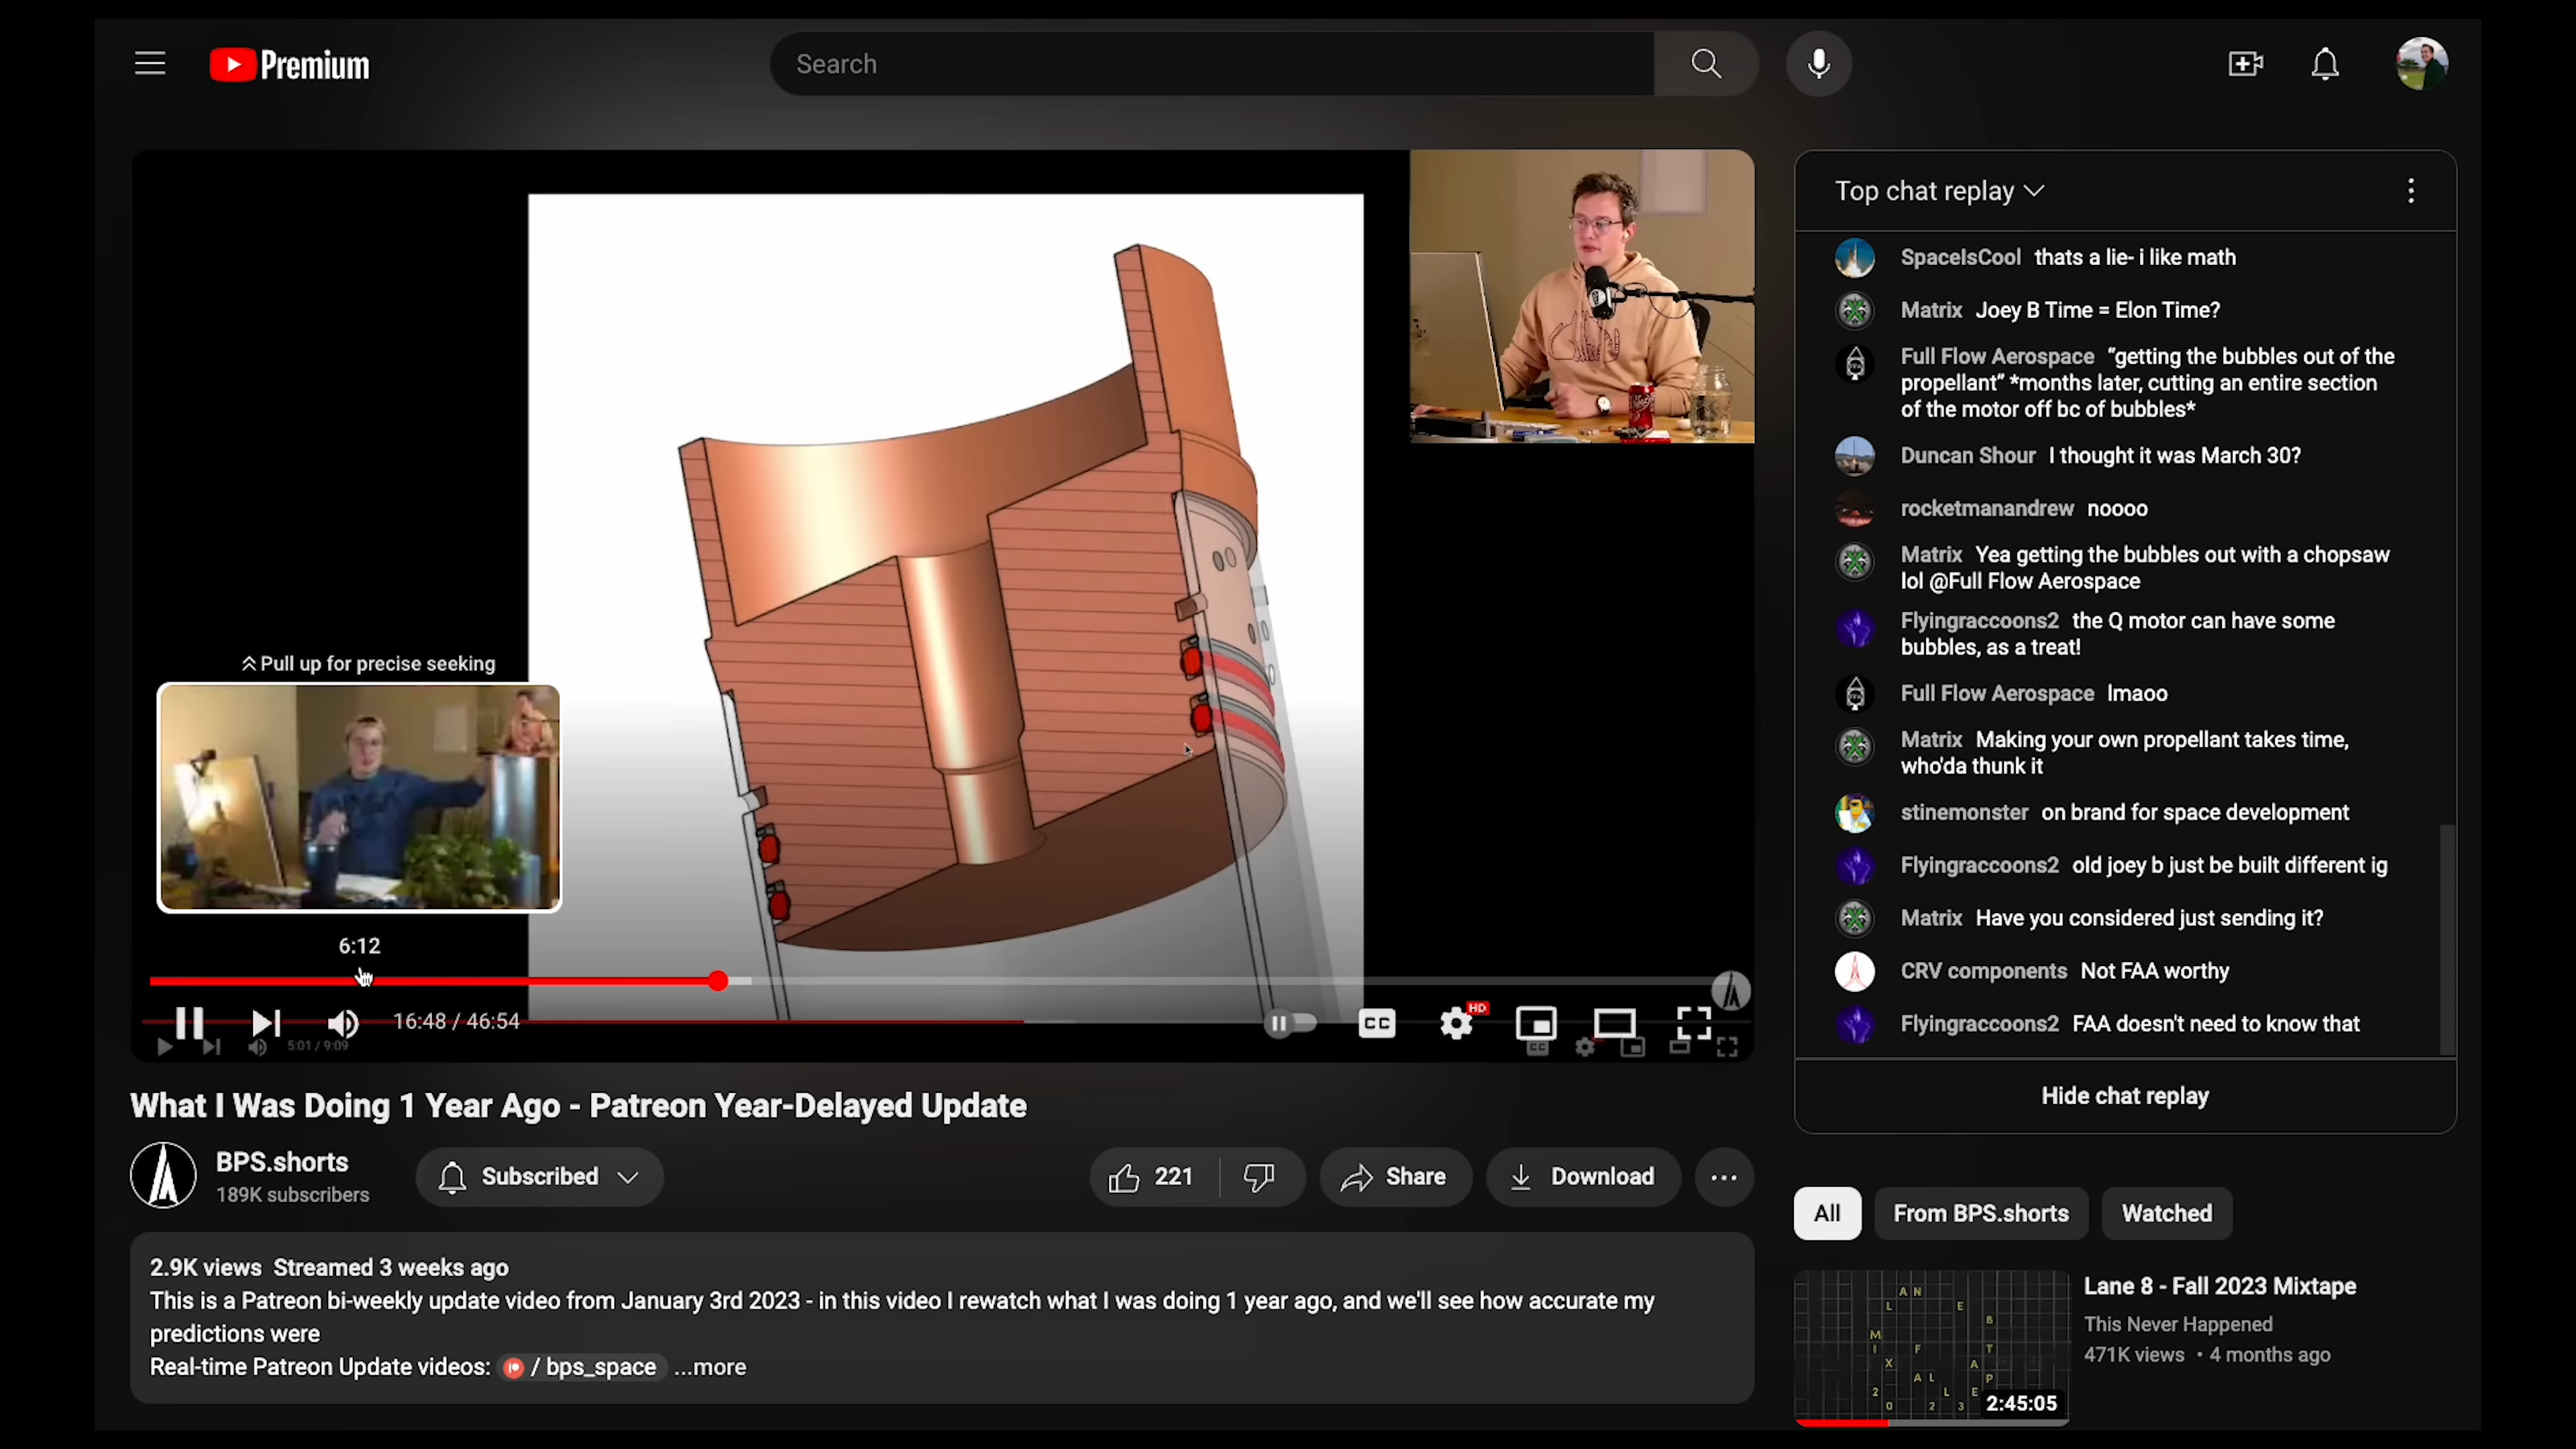 Premium
Search
Pull up for precise seeking
6:12
16:48 / 46:54
HD
CC
5:01 / 9:09
CC
What I Was Doing 1 Year Ago - Patreon Year-Delayed Update
BPS.shorts
189K subscribers
Subscribed
221
Share
Download
2.9K views Streamed 3 weeks ago
This is a Patreon bi-weekly update video from January 3rd 2023 - in this video I rewatch what I was doing 1 year ago, and we'll see how accurate my
predictions were
Real-time Patreon Update videos: / bps_space ...more
Top chat replay
SpaceIsCool thats a lie- i like math
Matrix Joey B Time = Elon Time?
Full Flow Aerospace “getting the bubbles out of the
propellant” *months later, cutting an entire section
of the motor off bc of bubbles*
Duncan Shour I thought it was March 30?
rocketmanandrew noooo
Matrix Yea getting the bubbles out with a chopsaw
lol @Full Flow Aerospace
Flyingraccoons2 the Q motor can have some
bubbles, as a treat!
Full Flow Aerospace lmaoo
Matrix Making your own propellant takes time,
who'da thunk it
stinemonster on brand for space development
Flyingraccoons2 old joey b just be built different ig
Matrix Have you considered just sending it?
CRV components Not FAA worthy
Flyingraccoons2 FAA doesn't need to know that
Hide chat replay
All From BPS.shorts Watched
A N
L E
B
M T
I F
X A
A L P
2 L E
0 2 3
2:45:05
Lane 8 - Fall 2023 Mixtape
This Never Happened
471K views • 4 months ago